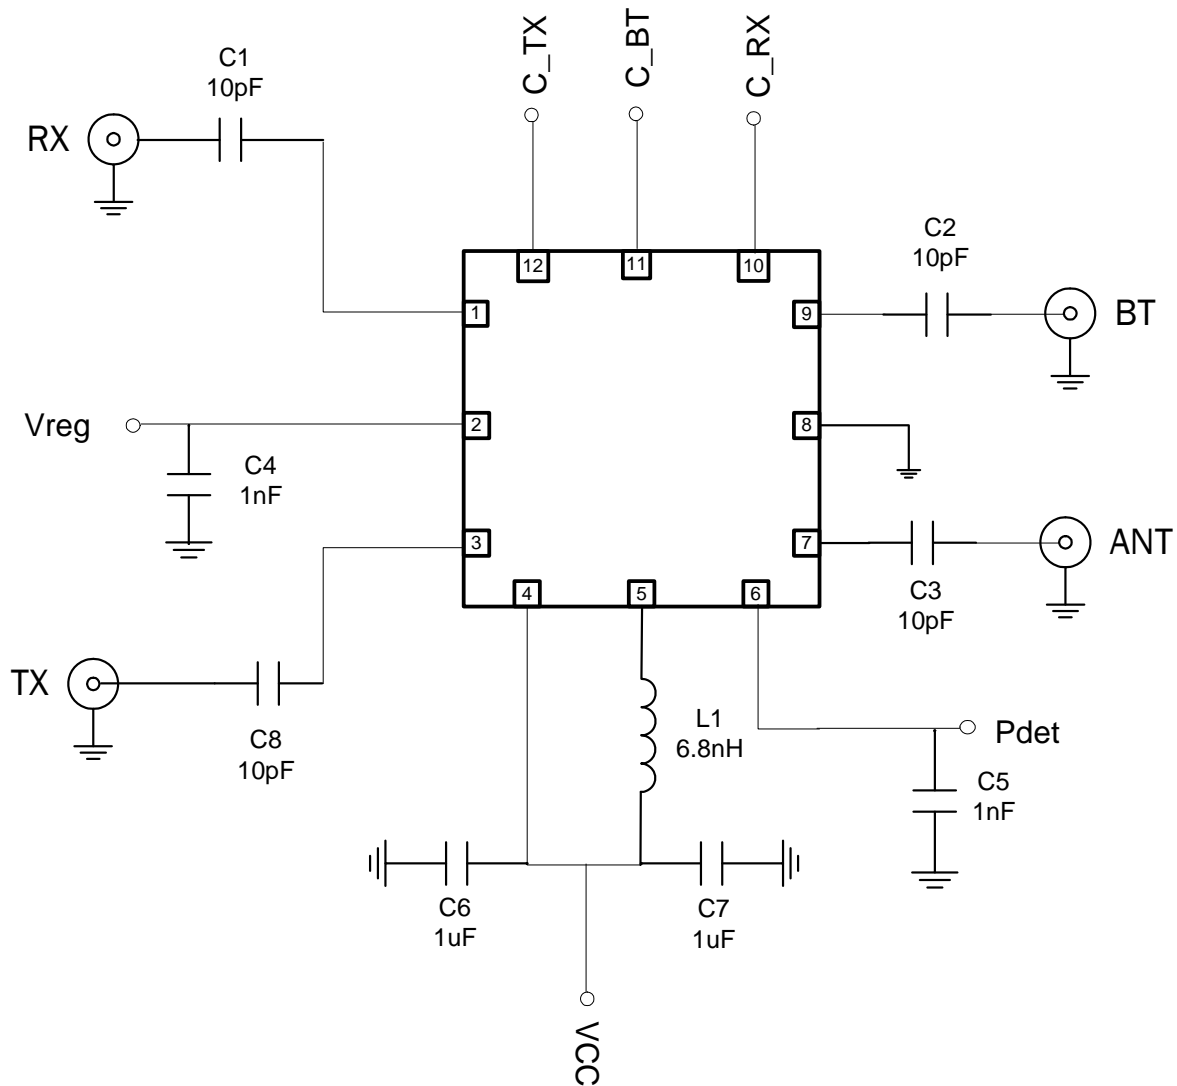 C_TX
C_BT
C_RX
C1
10pF
RX
C2
10pF
12
11
10
1
9
BT
Vreg
2
8
C4
1nF
3
7
ANT
C3
10pF
4
5
6
TX
C8
10pF
L1
6.8nH
Pdet
C5
1nF
C6
1uF
C7
1uF
VCC